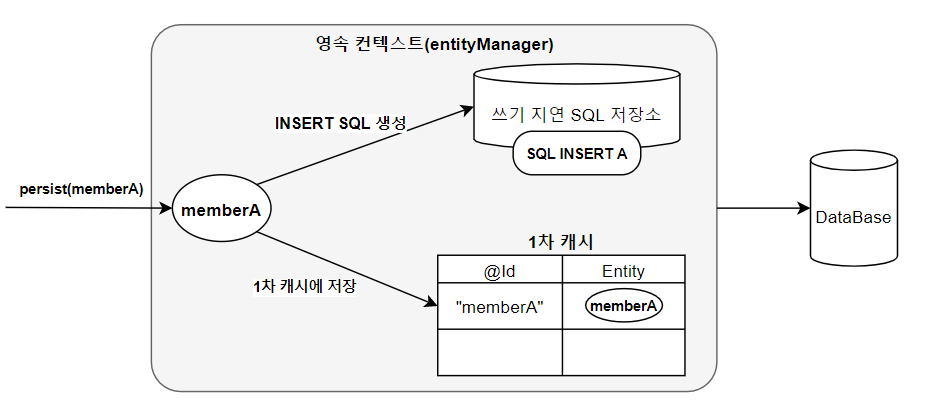 영속 컨텍스트(entityManager)
쓰기 지연 SQL 저장소
INSERT SQL 생성
SQL INSERT A
persist(memberA)
memberA
DataBase
1차 캐시
@Id
Entity
1차 캐시에 저장
"memberA"
memberA